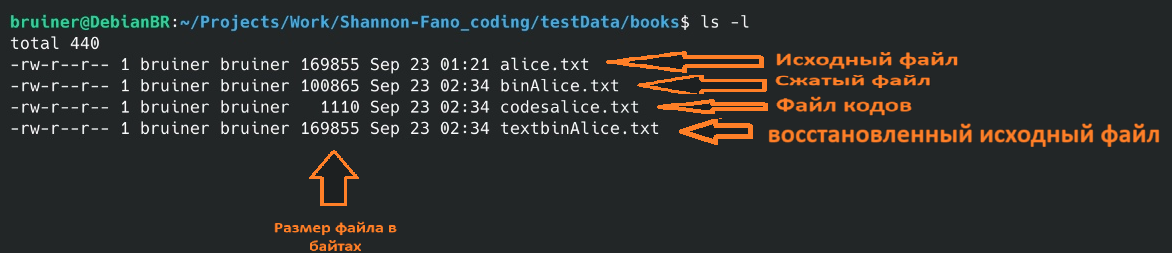 bruiner@DebianBR:~/Projects/Work/Shannon-Fano_coding/testData/books$ ls -l
total 440
-rw-r--r-- 1 bruiner bruiner 169855 Sep 23 01:21 alice.txt Исходный файл
-rw-r--r-- 1 bruiner bruiner 100865 Sep 23 02:34 binAlice.txt Сжатый файл
-rw-r--r-- 1 bruiner bruiner   1110 Sep 23 02:34 codesalice.txt Файл кодов
-rw-r--r-- 1 bruiner bruiner 169855 Sep 23 02:34 textbinAlice.txt восстановленный исходный файл
Размер файла в
байтах